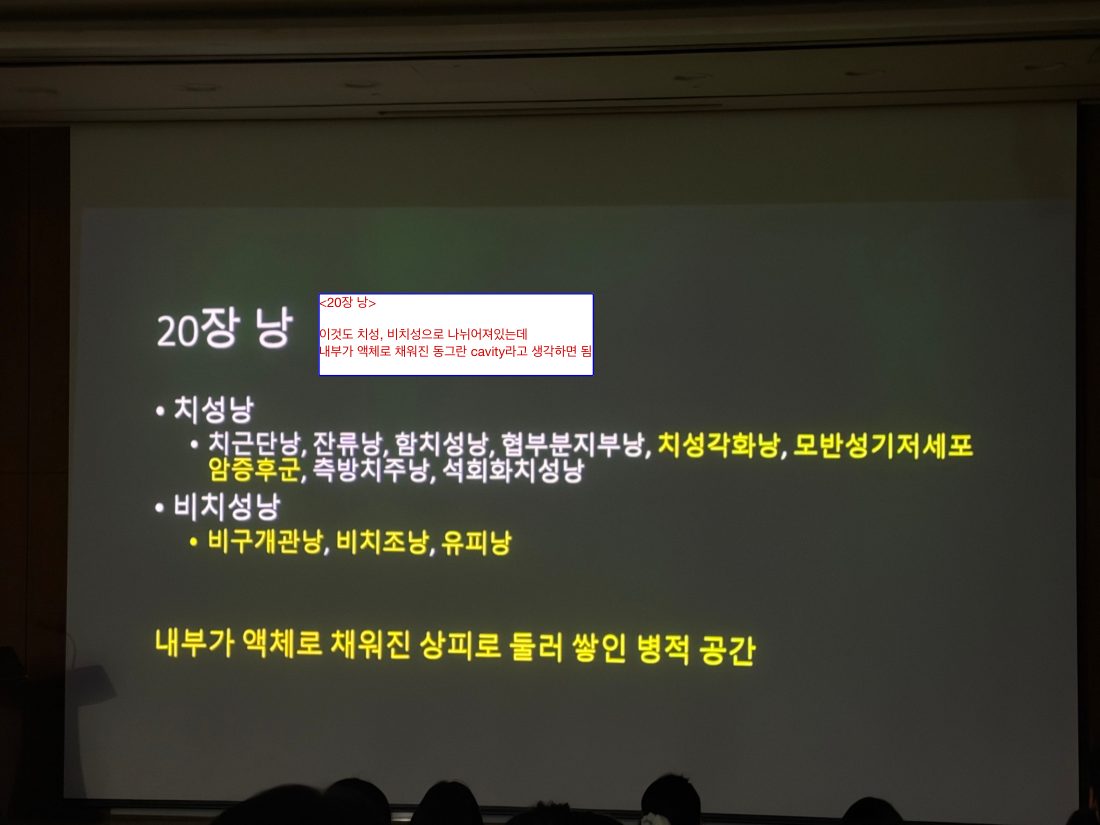 20장 낭
<20장 낭>
이것도 치성, 비치성으로 나뉘어져있는데
내부가 액체로 채워진 동그란 cavity라고 생각하면 됨
• 치성낭
• 치근단낭, 잔류낭, 함치성낭, 협부분지부낭, 치성각화낭, 모반성기저세포
암증후군, 측방치주낭, 석회화치성낭
• 비치성낭
• 비구개관낭, 비치조낭, 유피낭
내부가 액체로 채워진 상피로 둘러 쌓인 병적 공간